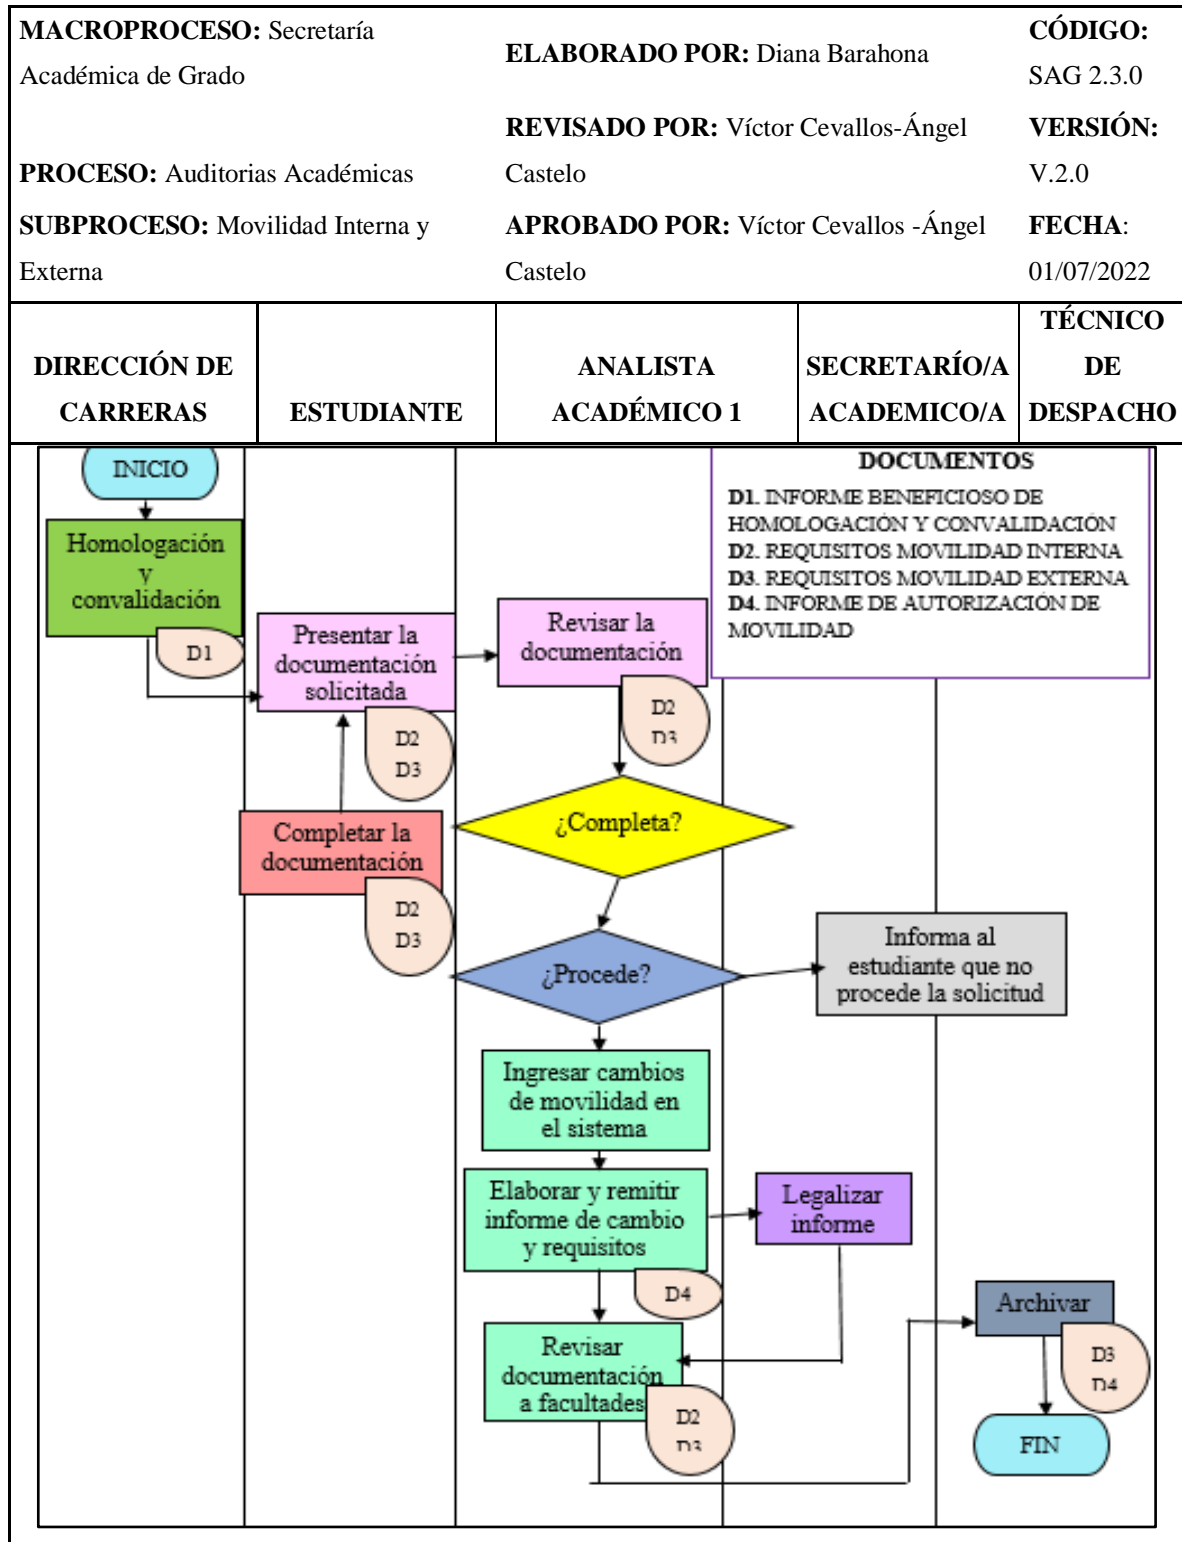 MACROPROCESO: Secretaría
Académica de Grado
ELABORADO POR: Diana Barahona
CÓDIGO:
SAG 2.3.0
PROCESO: Auditorias Académicas
REVISADO POR: Víctor Cevallos-Ángel
Castelo
VERSIÓN:
V.2.0
SUBPROCESO: Movilidad Interna y
Externa
APROBADO POR: Víctor Cevallos -Ángel
Castelo
FECHA:
01/07/2022
DIRECCIÓN DE
CARRERAS
ESTUDIANTE
ANALISTA
ACADÉMICO 1
SECRETARÍO/A
ACADEMICO/A
TÉCNICO
DE
DESPACHO
INICIO
DOCUMENTOS
D1. INFORME BENEFICIOSO DE
HOMOLOGACIÓN Y CONVALIDACIÓN
D2. REQUISITOS MOVILIDAD INTERNA
D3. REQUISITOS MOVILIDAD EXTERNA
D4. INFORME DE AUTORIZACIÓN DE
MOVILIDAD
Homologación
y
convalidación
D1
Presentar la
documentación
solicitada
D2
D3
Revisar la
documentación
D2
D3
¿Completa?
Completar la
documentación
D2
D3
¿Procede?
Informa al
estudiante que no
procede la solicitud
Ingresar cambios
de movilidad en
el sistema
Elaborar y remitir
informe de cambio
y requisitos
D4
Legalizar
informe
Revisar
documentación
a facultades
D2
D3
Archivar
D3
D4
FIN